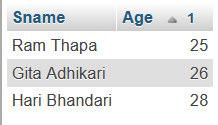 Sname Age 1
Ram Thapa 25
Gita Adhikari 26
Hari Bhandari 28